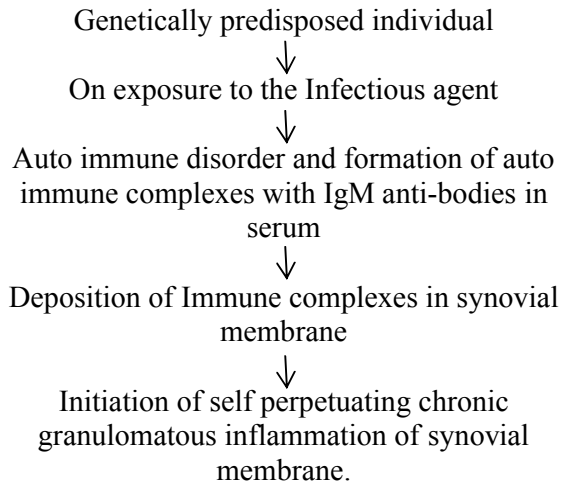 Genetically predisposed individual
On exposure to the Infectious agent
Auto immune disorder and formation of auto
immune complexes with IgM anti-bodies in
serum
Deposition of Immune complexes in synovial
membrane
Initiation of self perpetuating chronic
granulomatous inflammation of synovial
membrane.